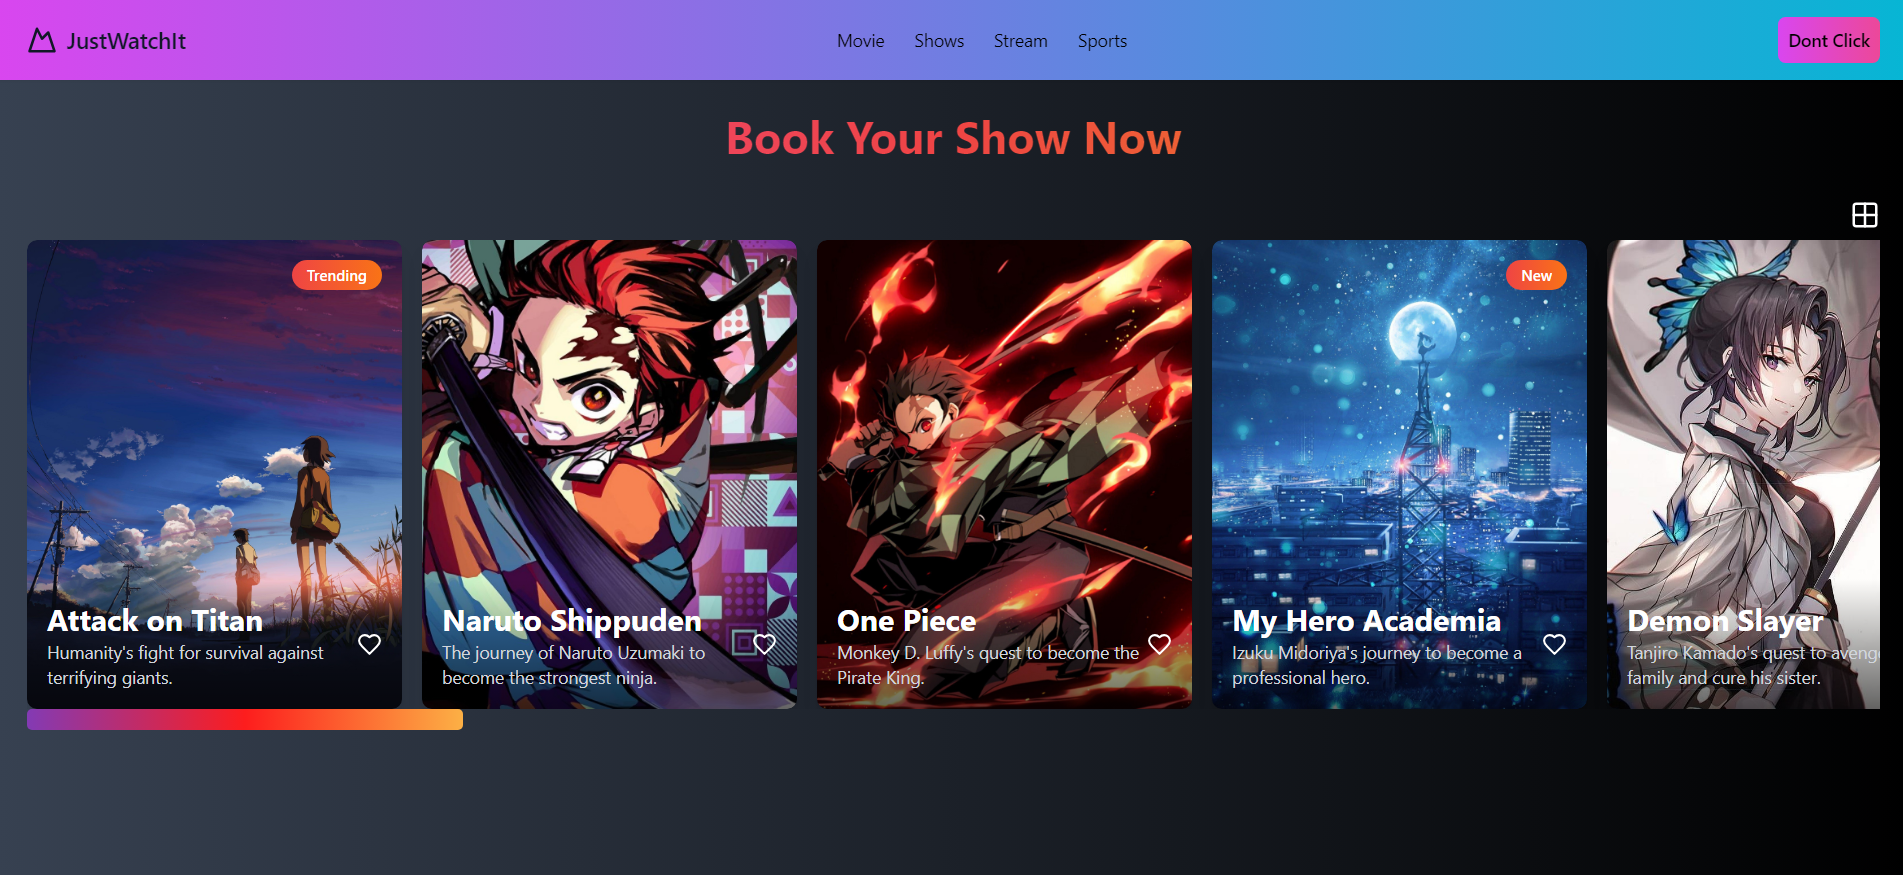 JustWatchIt
Movie Shows Stream Sports
Dont Click
Book Your Show Now
Trending
Attack on Titan
Humanity's fight for survival against
terrifying giants.
Naruto Shippuden
The journey of Naruto Uzumaki to
become the strongest ninja.
One Piece
Monkey D. Luffy's quest to become the
Pirate King.
New
My Hero Academia
Izuku Midoriya's journey to become a
professional hero.
Demon Slayer
Tanjiro Kamado's quest to aveng
family and cure his sister.